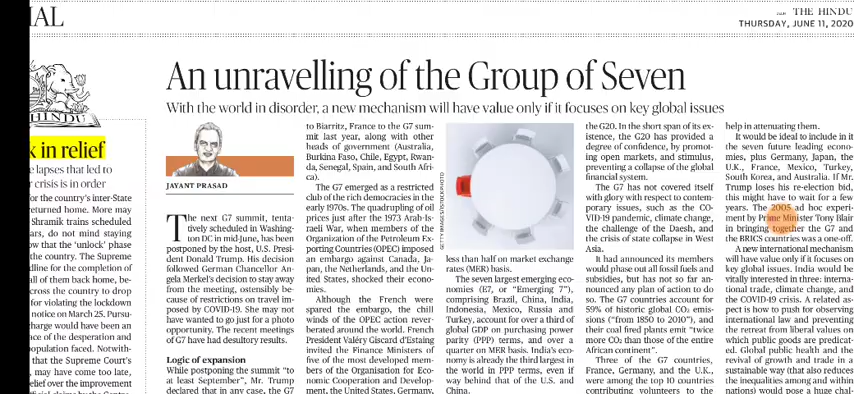 IAL
THE HINDU
THURSDAY, JUNE 11, 2020
HINDU
k in relief
e lapses that led to
r crisis is in order
for the country's inter-State
returned home. More may
Shramik trains scheduled
ays, do not mind staying
ow that the 'unlock' phase
the country. The Supreme
dline for the completion of
all of them back home, be-
across the country to drop
for violating the lockdown
notice on March 25. Pursu-
charge would have been an
nce of the desperation and
population faced. Notwith-
that the Supreme Court's
, may have come too late,
elief over the improvement
An unravelling of the Group of Seven
With the world in disorder, a new mechanism will have value only if it focuses on key global issues
JAYANT PRASAD
The next G7 summit, tenta-
tively scheduled in Washing-
ton DC in mid-June, has been
postponed by the host, U.S. Presi-
dent Donald Trump. His decision
followed German Chancellor An-
gela Merkel's decision to stay away
from the meeting, ostensibly be-
cause of restrictions on travel im-
posed by COVID-19. She may not
have wanted to go just for a photo
opportunity. The recent meetings
of G7 have had desultory results.
Logic of expansion
While postponing the summit "to
at least September", Mr. Trump
declared that in any case, the G7
to Biarritz, France to the G7 sum-
mit last year, along with other
heads of government (Australia,
Burkina Faso, Chile, Egypt, Rwan-
da, Senegal, Spain, and South Afri-
ca).
The G7 emerged as a restricted
club of the rich democracies in the
early 1970s. The quadrupling of oil
prices just after the 1973 Arab-Is-
raeli War, when members of the
Organization of the Petroleum Ex-
porting Countries (OPEC) imposed
an embargo against Canada, Ja-
pan, the Netherlands, and the Un-
ited States, shocked their econo-
mies.
Although the French were
spared the embargo, the chill
winds of the OPEC action rever-
berated around the world. French
President Valéry Giscard d'Estaing
invited the Finance Ministers of
five of the most developed mem-
bers of the Organisation for Eco-
nomic Cooperation and Develop-
ment, the United States, Germany,
GETTY IMAGES/ISTOCKPHOTO
less than half on market exchange
rates (MER) basis.
The seven largest emerging eco-
nomies (E7, or "Emerging 7"),
comprising Brazil, China, India,
Indonesia, Mexico, Russia and
Turkey, account for over a third of
global GDP on purchasing power
parity (PPP) terms, and over a
quarter on MER basis. India's eco-
nomy is already the third largest in
the world in PPP terms, even if
way behind that of the U.S. and
China.
the G20. In the short span of its ex-
istence, the G20 has provided a
degree of confidence, by promot-
ing open markets, and stimulus,
preventing a collapse of the global
financial system.
The G7 has not covered itself
with glory with respect to contem-
porary issues, such as the CO-
VID-19 pandemic, climate change,
the challenge of the Daesh, and
the crisis of state collapse in West
Asia.
It had announced its members
would phase out all fossil fuels and
subsidies, but has not so far an-
nounced any plan of action to do
so. The G7 countries account for
59% of historic global CO₂ emis-
sions ("from 1850 to 2010"), and
their coal fired plants emit "twice
more CO₂ than those of the entire
African continent".
Three of the G7 countries,
France, Germany, and the U.K.,
were among the top 10 countries
contributing volunteers to the
help in attenuating them.
It would be ideal to include in it
the seven future leading econo-
mies, plus Germany, Japan, the
U.K., France, Mexico, Turkey,
South Korea, and Australia. If Mr.
Trump loses his re-election bid,
this might have to wait for a few
years. The 2005 ad hoc experi-
ment by Prime Minister Tony Blair
in bringing together the G7 and
the BRICS countries was a one-off.
A new international mechanism
will have value only if it focuses on
key global issues. India would be
vitally interested in three: interna-
tional trade, climate change, and
the COVID-19 crisis. A related as-
pect is how to push for observing
international law and preventing
the retreat from liberal values on
which public goods are predicat-
ed. Global public health and the
revival of growth and trade in a
sustainable way (that also reduces
the inequalities among and within
nations) would pose a huge chal-